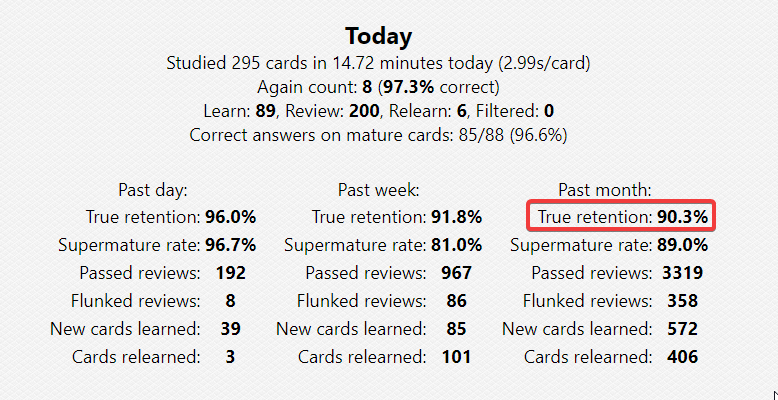 Today
Studied 295 cards in 14.72 minutes today (2.99s/card)
Again count: 8 (97.3% correct)
Learn: 89, Review: 200, Relearn: 6, Filtered: 0
Correct answers on mature cards: 85/88 (96.6%)
Past day:
True retention: 96.0%
Supermature rate: 96.7%
Passed reviews: 192
Flunked reviews: 8
New cards learned: 39
Cards relearned: 3
Past week:
True retention: 91.8%
Supermature rate: 81.0%
Passed reviews: 967
Flunked reviews: 86
New cards learned: 85
Cards relearned: 101
Past month:
True retention: 90.3%
Supermature rate: 89.0%
Passed reviews: 3319
Flunked reviews: 358
New cards learned: 572
Cards relearned: 406